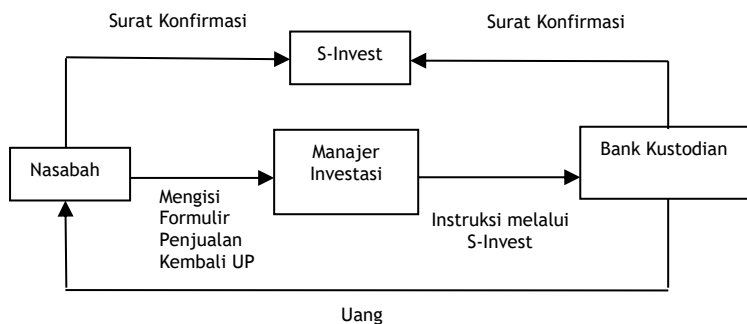 Surat Konfirmasi
Surat Konfirmasi
S-Invest
Nasabah
Manajer
Investasi
Bank Kustodian
Mengisi
Formulir
Penjualan
Kembali UP
Instruksi melalui
S-Invest
Uang